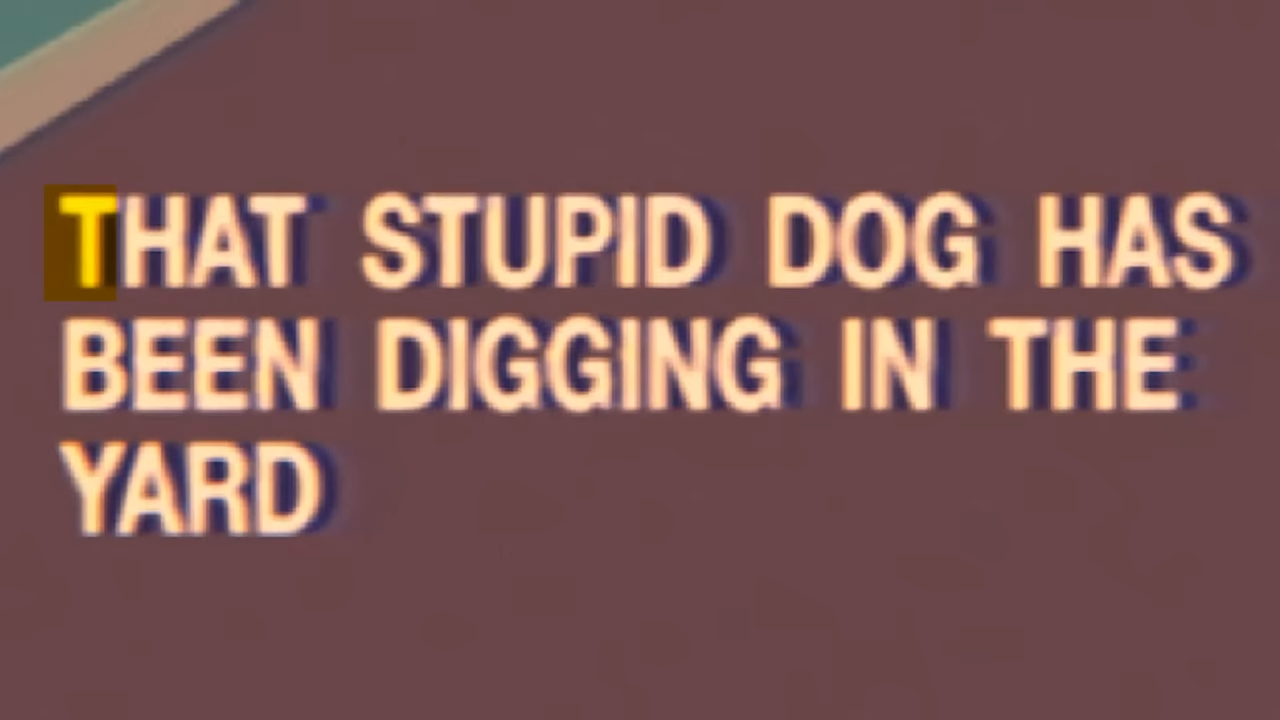 THAT STUPID DOG HAS
BEEN DIGGING IN THE
YARD